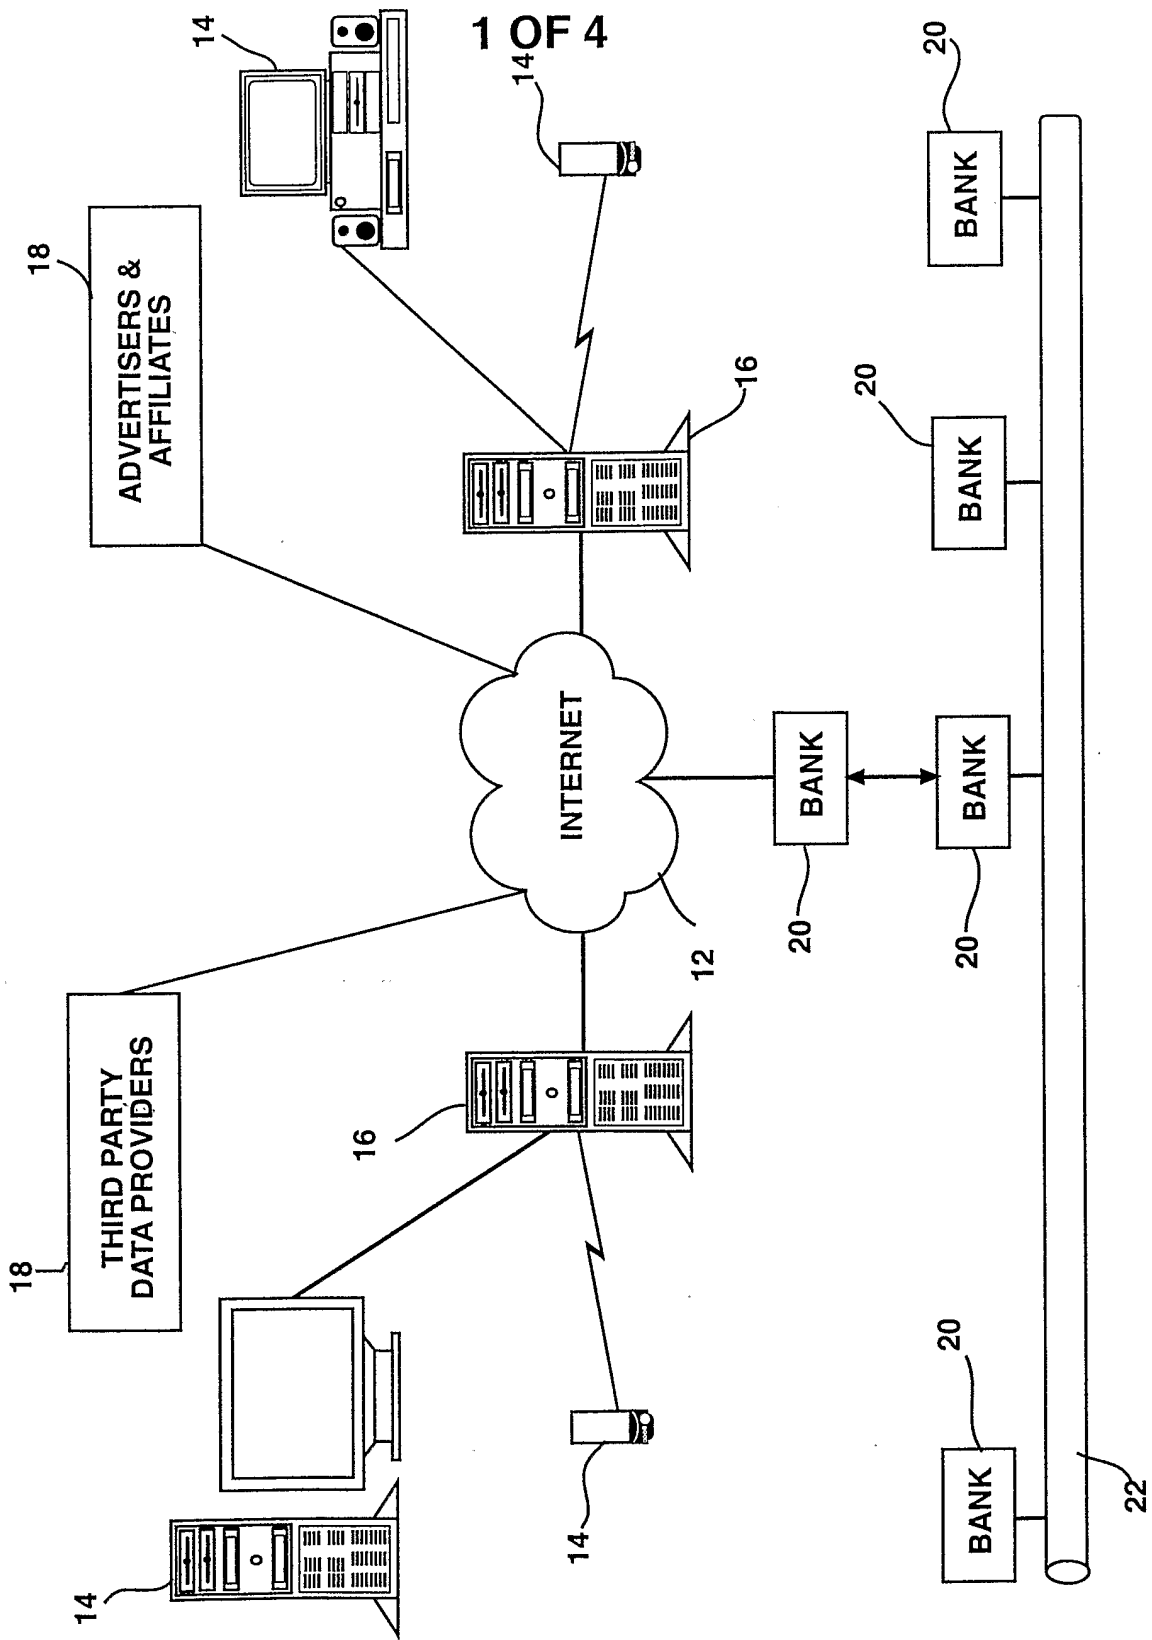 1 OF 4
18
THIRD PARTY
DATA PROVIDERS
18
ADVERTISERS &
AFFILIATES
14
14
16
INTERNET
12
16
14
14
20
BANK
20
BANK
20
BANK
20
BANK
20
BANK
22